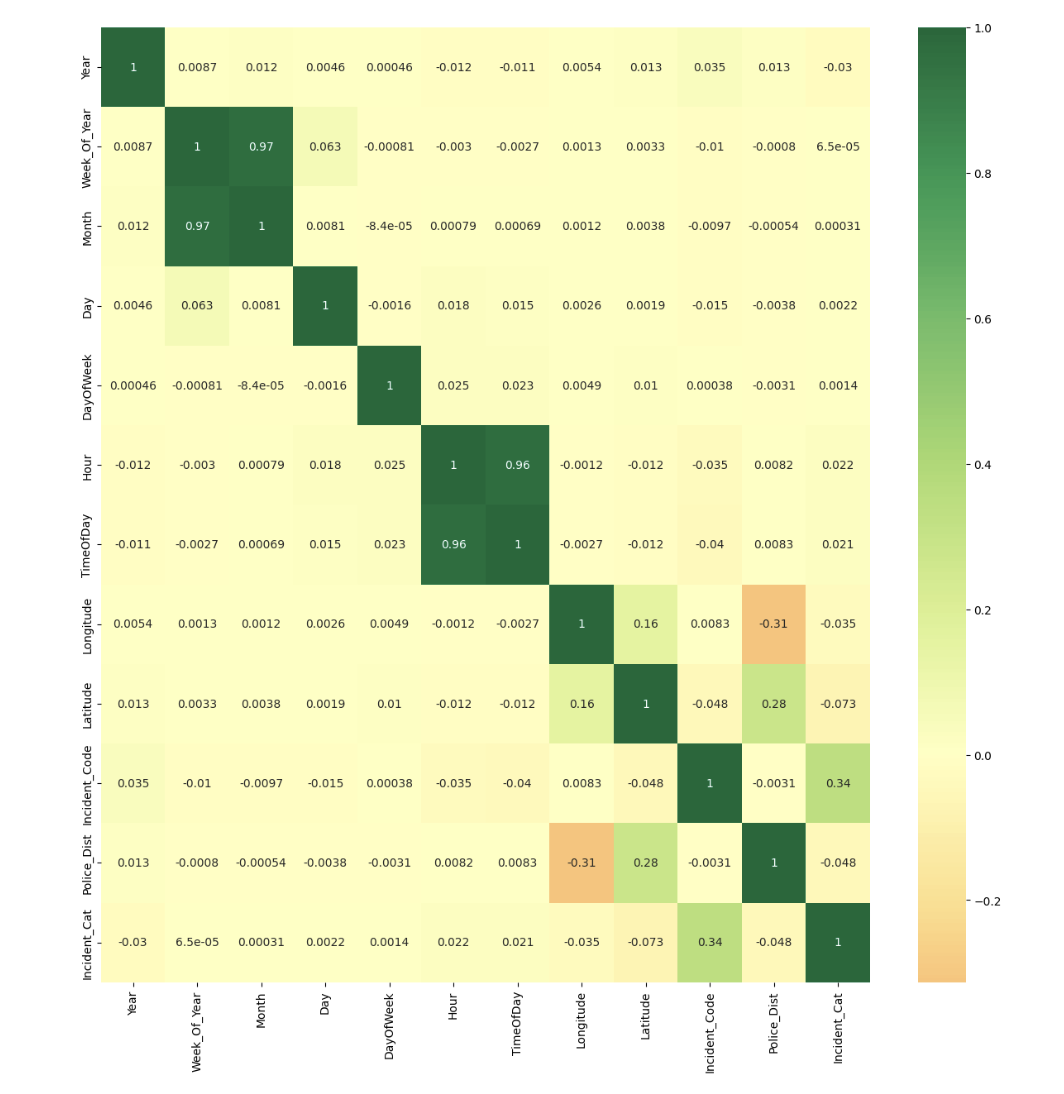 Year 1 0.0087 0.012 0.0046 0.00046 -0.012 -0.011 0.0054 0.013 0.035 0.013 -0.03
Week_Of_Year 0.0087 1 0.97 0.063 -0.00081 -0.003 -0.0027 0.0013 0.0033 -0.01 -0.0008 6.5e-05
Month 0.012 0.97 1 0.0081 -8.4e-05 0.00079 0.00069 0.0012 0.0038 -0.0097 -0.00054 0.00031
Day 0.0046 0.063 0.0081 1 -0.0016 0.018 0.015 0.0026 0.0019 -0.015 -0.0038 0.0022
DayOfWeek 0.00046 -0.00081 -8.4e-05 -0.0016 1 0.025 0.023 0.0049 0.01 0.00038 -0.0031 0.0014
Hour -0.012 -0.003 0.00079 0.018 0.025 1 0.96 -0.0012 -0.012 -0.035 0.0082 0.022
TimeOfDay -0.011 -0.0027 0.00069 0.015 0.023 0.96 1 -0.0027 -0.012 -0.04 0.0083 0.021
Longitude 0.0054 0.0013 0.0012 0.0026 0.0049 -0.0012 -0.0027 1 0.16 0.0083 -0.31 -0.035
Latitude 0.013 0.0033 0.0038 0.0019 0.01 -0.012 -0.012 0.16 1 -0.048 0.28 -0.073
Incident_Code 0.035 -0.01 -0.0097 -0.015 0.00038 -0.035 -0.04 0.0083 -0.048 1 -0.0031 0.34
Police_Dist 0.013 -0.0008 -0.00054 -0.0038 -0.0031 0.0082 0.0083 -0.31 0.28 -0.0031 1 -0.048
Incident_Cat -0.03 6.5e-05 0.00031 0.0022 0.0014 0.022 0.021 -0.035 -0.073 0.34 -0.048 1
Year Week_Of_Year Month Day DayOfWeek Hour TimeOfDay Longitude Latitude Incident_Code Police_Dist Incident_Cat
1.0
0.8
0.6
0.4
0.2
0.0
−0.2